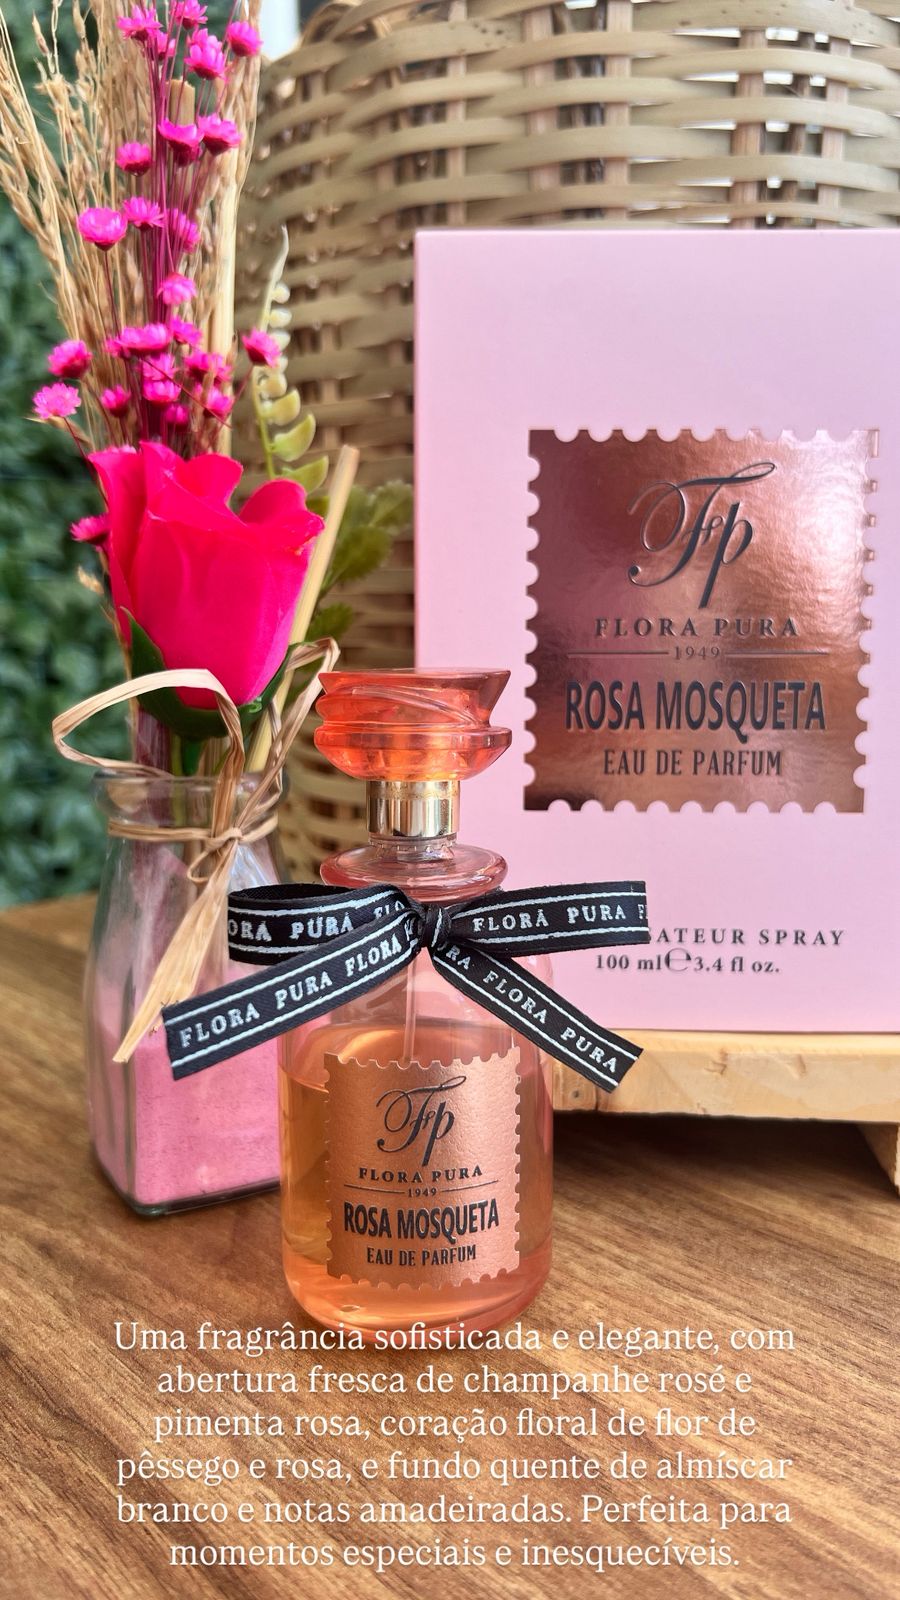 Fp
FLORA PURA
1949
ROSA MOSQUETA
EAU DE PARFUM
ATEUR SPRAY
100 ml℮3.4 fl oz.
FLORA PURA
FLORA PURA FLORA
FLORA PURA
FLORA PURA
Fp
FLORA PURA
1949
ROSA MOSQUETA
EAU DE PARFUM
Uma fragrância sofisticada e elegante, com
abertura fresca de champanhe rosé e
pimenta rosa, coração floral de flor de
pêssego e rosa, e fundo quente de almíscar
branco e notas amadeiradas. Perfeita para
momentos especiais e inesquecíveis.